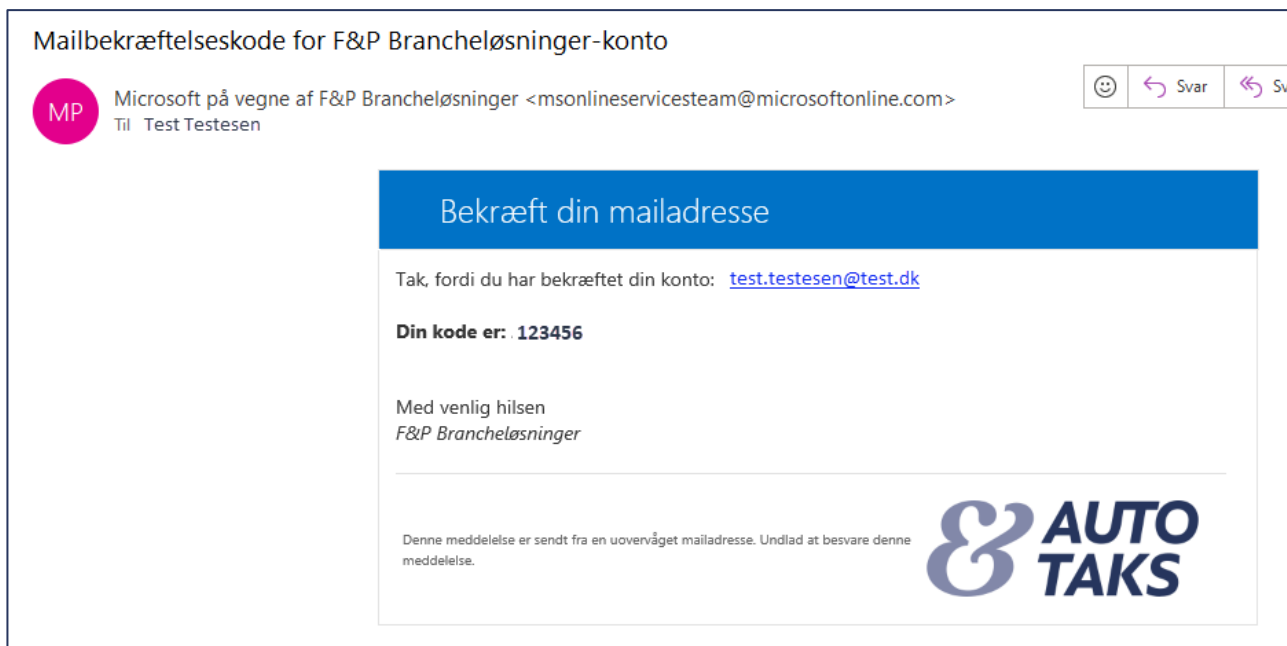 Mailbekræftelseskode for F&P Brancheløsninger-konto
MP
Microsoft på vegne af F&P Brancheløsninger <msonlineservicesteam@microsoftonline.com>
Til Test Testesen
Svar
Sv
Bekræft din mailadresse
Tak, fordi du har bekræftet din konto: test.testesen@test.dk
Din kode er: 123456
Med venlig hilsen
F&P Brancheløsninger
Denne meddelelse er sendt fra en uovervåget mailadresse. Undlad at besvare denne
meddelelse.
& AUTO
TAKS